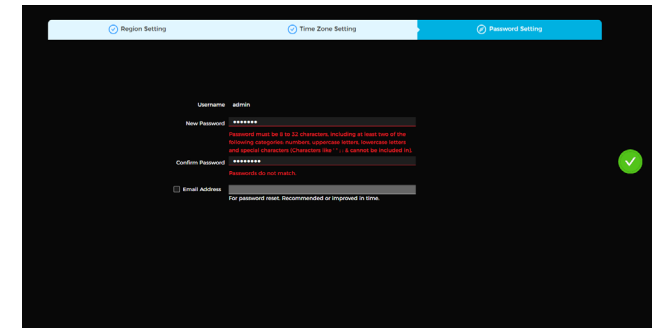 Region Setting
Time Zone Setting
Password Setting
Username admin
New Password •••••••
Password must be 8 to 32 characters, including at least two of the
following categories: numbers, uppercase letters, lowercase letters
and special characters (Characters like ' " ; : & cannot be included in).
Confirm Password ••••••••
Passwords do not match.
Email Address
For password reset. Recommended or improved in time.